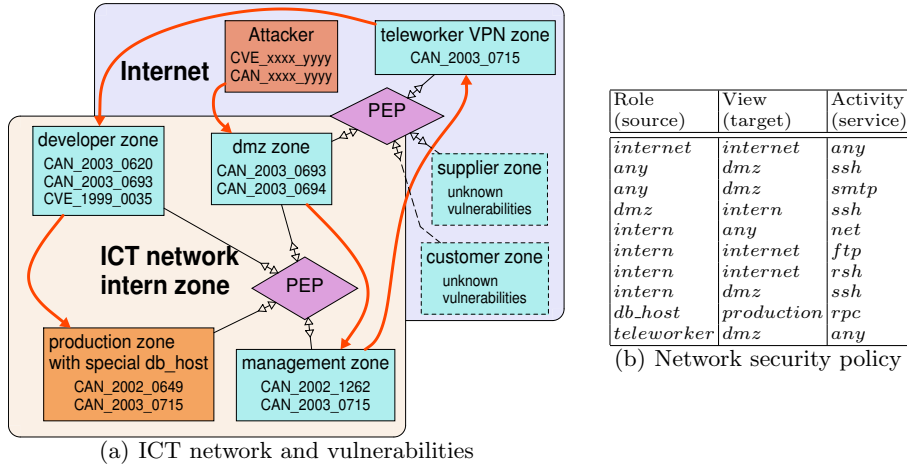 Attacker
CVE_xxxx_yyyy
CAN_xxxx_yyyy
teleworker VPN zone
CAN_2003_0715
Internet
PEP
developer zone
CAN_2003_0620
CAN_2003_0693
CVE_1999_0035
dmz zone
CAN_2003_0693
CAN_2003_0694
supplier zone
unknown
vulnerabilities
customer zone
unknown
vulnerabilities
ICT network
intern zone
PEP
production zone
with special db_host
CAN_2002_0649
CAN_2003_0715
management zone
CAN_2002_1262
CAN_2003_0715
(a) ICT network and vulnerabilities
Role View Activity
(source) (target) (service)
internet internet any
any dmz ssh
any dmz smtp
dmz intern ssh
intern any net
intern internet ftp
intern internet rsh
intern dmz ssh
db_host production rpc
teleworker dmz any
(b) Network security policy